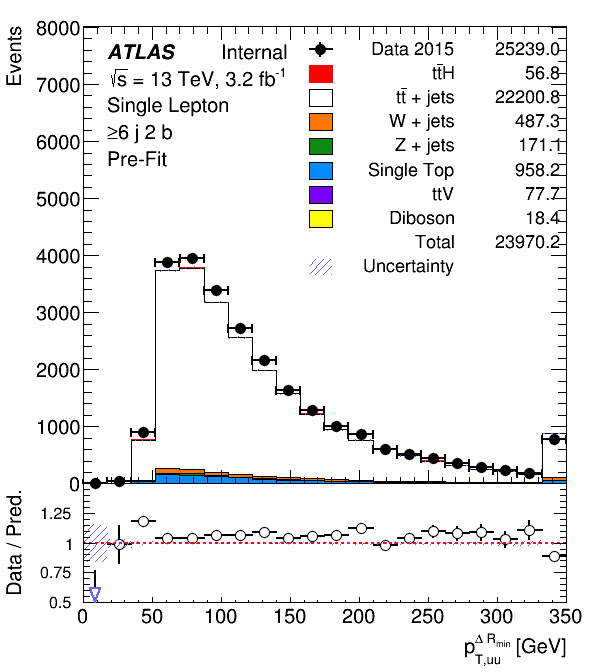 Events
8000
7000
6000
5000
4000
3000
2000
1000
0
ATLAS Internal
√s = 13 TeV, 3.2 fb⁻¹
Single Lepton
≥6 j 2 b
Pre-Fit
Data 2015 25239.0
tt̄H 56.8
tt̄ + jets 22200.8
W + jets 487.3
Z + jets 171.1
Single Top 958.2
ttV 77.7
Diboson 18.4
Total 23970.2
Uncertainty
Data / Pred.
1.25
1
0.75
0.5
0 50 100 150 200 250 300 350
p_{T,uu}^{Δ R_{min}} [GeV]